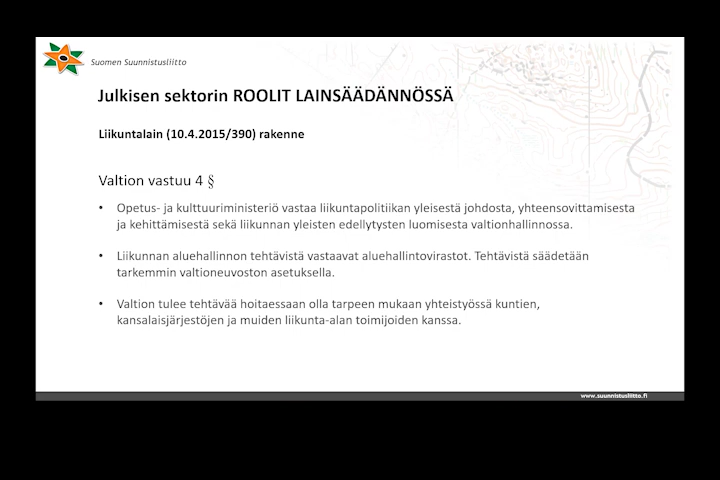 Suomen Suunnistusliitto
Julkisen sektorin ROOLIT LAINSÄÄDÄNNÖSSÄ
Liikuntalain (10.4.2015/390) rakenne
Valtion vastuu 4 §
• Opetus- ja kulttuuriministeriö vastaa liikuntapolitiikan yleisestä johdosta, yhteensovittamisesta
ja kehittämisestä sekä liikunnan yleisten edellytysten luomisesta valtionhallinnossa.
• Liikunnan aluehallinnon tehtävistä vastaavat aluehallintovirastot. Tehtävistä säädetään
tarkemmin valtioneuvoston asetuksella.
• Valtion tulee tehtävää hoitaessaan olla tarpeen mukaan yhteistyössä kuntien,
kansalaisjärjestöjen ja muiden liikunta-alan toimijoiden kanssa.
www.suunnistusliitto.fi